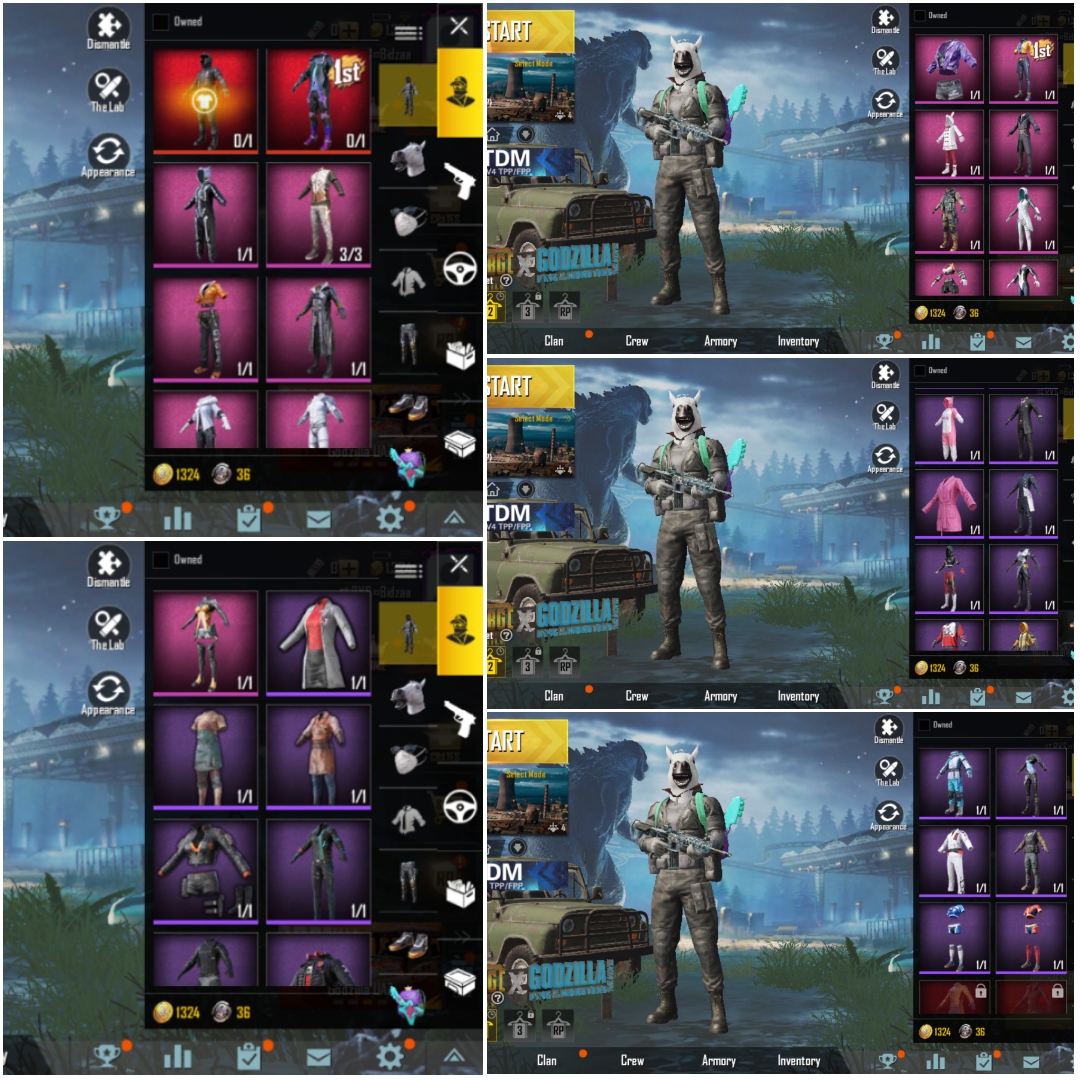 Owned
Dismantle
The Lab
Appearance
1st
0/1
0/1
1/1
3/3
1/1
1/1
1324
36
START
Select Mode
4
TDM
V4 TPP/FPP
GODZILLA
2
3
RP
Clan
Crew
Armory
Inventory
Dismantle
The Lab
Appearance
Owned
1st
1/1
1/1
1/1
1/1
1/1
1/1
1324
36
Owned
Dismantle
The Lab
Appearance
1/1
1/1
1/1
1/1
1/1
1/1
1324
36
START
Select Mode
4
TDM
V4 TPP/FPP
GODZILLA
2
3
RP
Clan
Crew
Armory
Inventory
Dismantle
The Lab
Appearance
Owned
1/1
1/1
1/1
1/1
1/1
1/1
1324
36
TART
Select Mode
4
DM
TPP/FPP
GODZILLA
3
RP
Clan
Crew
Armory
Inventory
Dismantle
The Lab
Appearance
Owned
1/1
1/1
1/1
1/1
1/1
1/1
1324
36